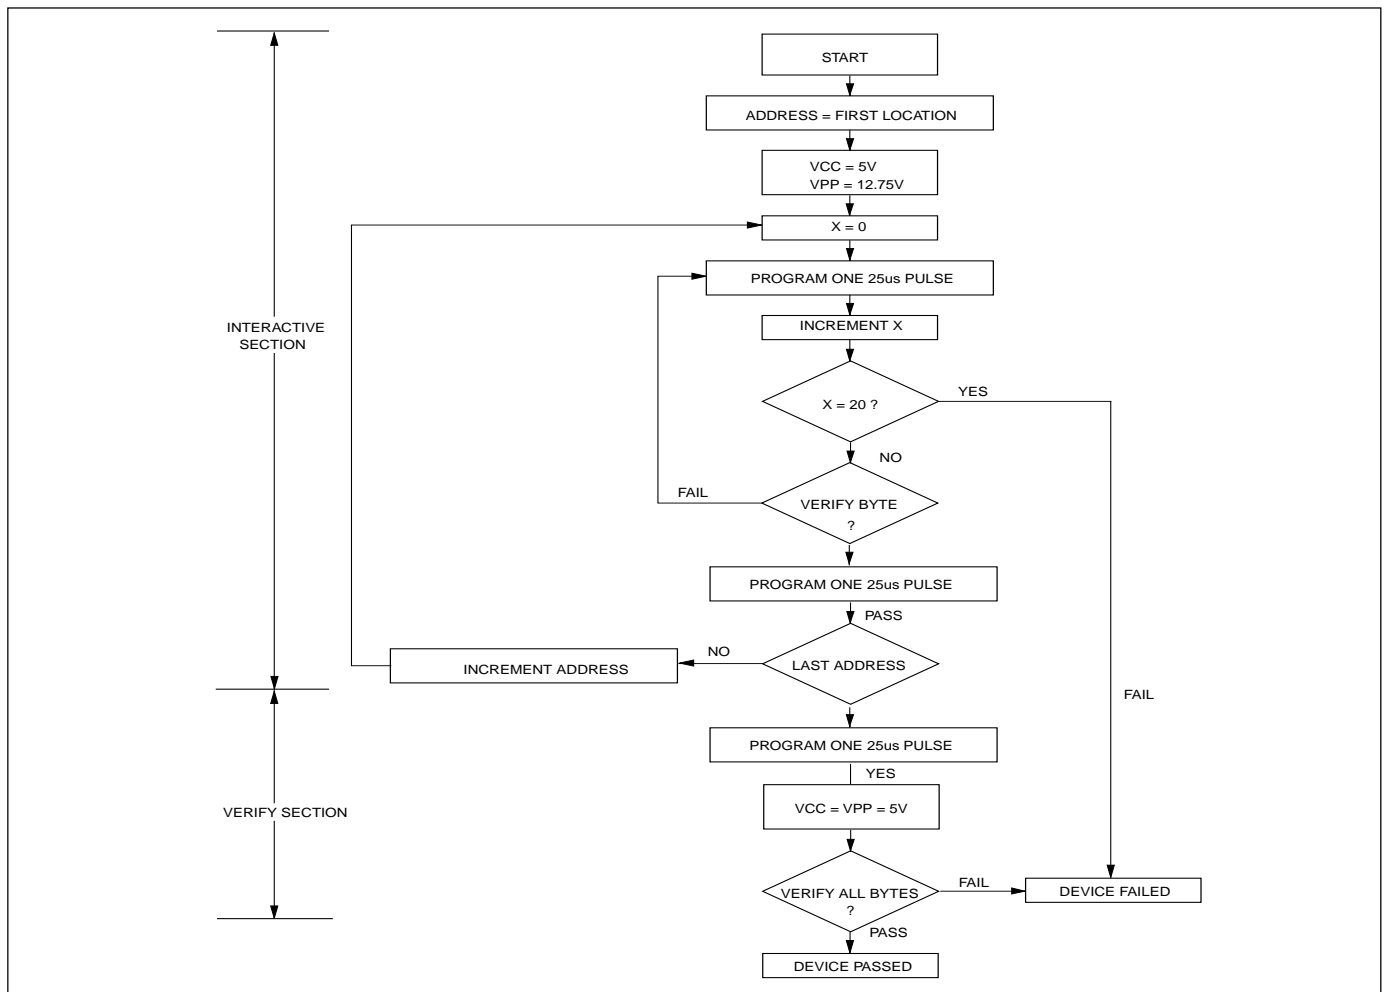 START
ADDRESS = FIRST LOCATION
VCC = 5V
VPP = 12.75V
X = 0
PROGRAM ONE 25us PULSE
INTERACTIVE
SECTION
INCREMENT X
X = 20 ?
YES
NO
FAIL
VERIFY BYTE
?
PROGRAM ONE 25us PULSE
PASS
NO
LAST ADDRESS
INCREMENT ADDRESS
FAIL
PROGRAM ONE 25us PULSE
YES
VERIFY SECTION
VCC = VPP = 5V
VERIFY ALL BYTES
?
FAIL
DEVICE FAILED
PASS
DEVICE PASSED